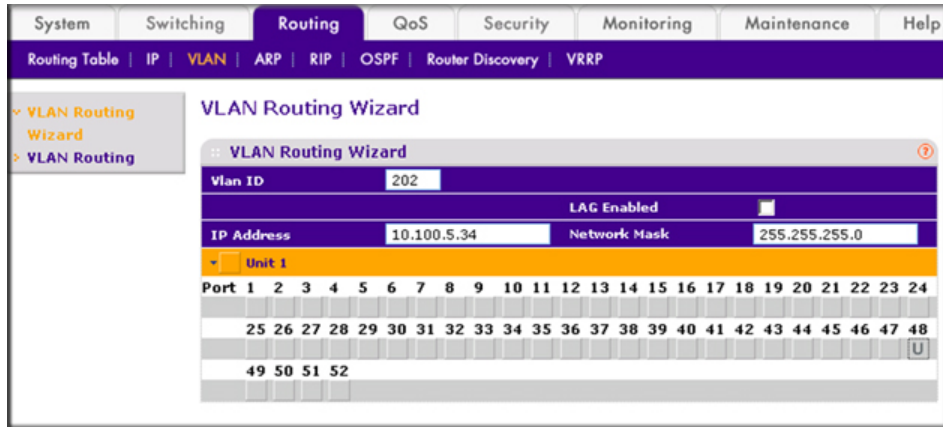 System Switching Routing QoS Security Monitoring Maintenance Help
Routing Table | IP | VLAN | ARP | RIP | OSPF | Router Discovery | VRRP
VLAN Routing Wizard
VLAN Routing
VLAN Routing Wizard
VLAN Routing Wizard ?
Vlan ID 202
LAG Enabled
IP Address 10.100.5.34 Network Mask 255.255.255.0
Unit 1
Port 1 2 3 4 5 6 7 8 9 10 11 12 13 14 15 16 17 18 19 20 21 22 23 24
25 26 27 28 29 30 31 32 33 34 35 36 37 38 39 40 41 42 43 44 45 46 47 48
U
49 50 51 52